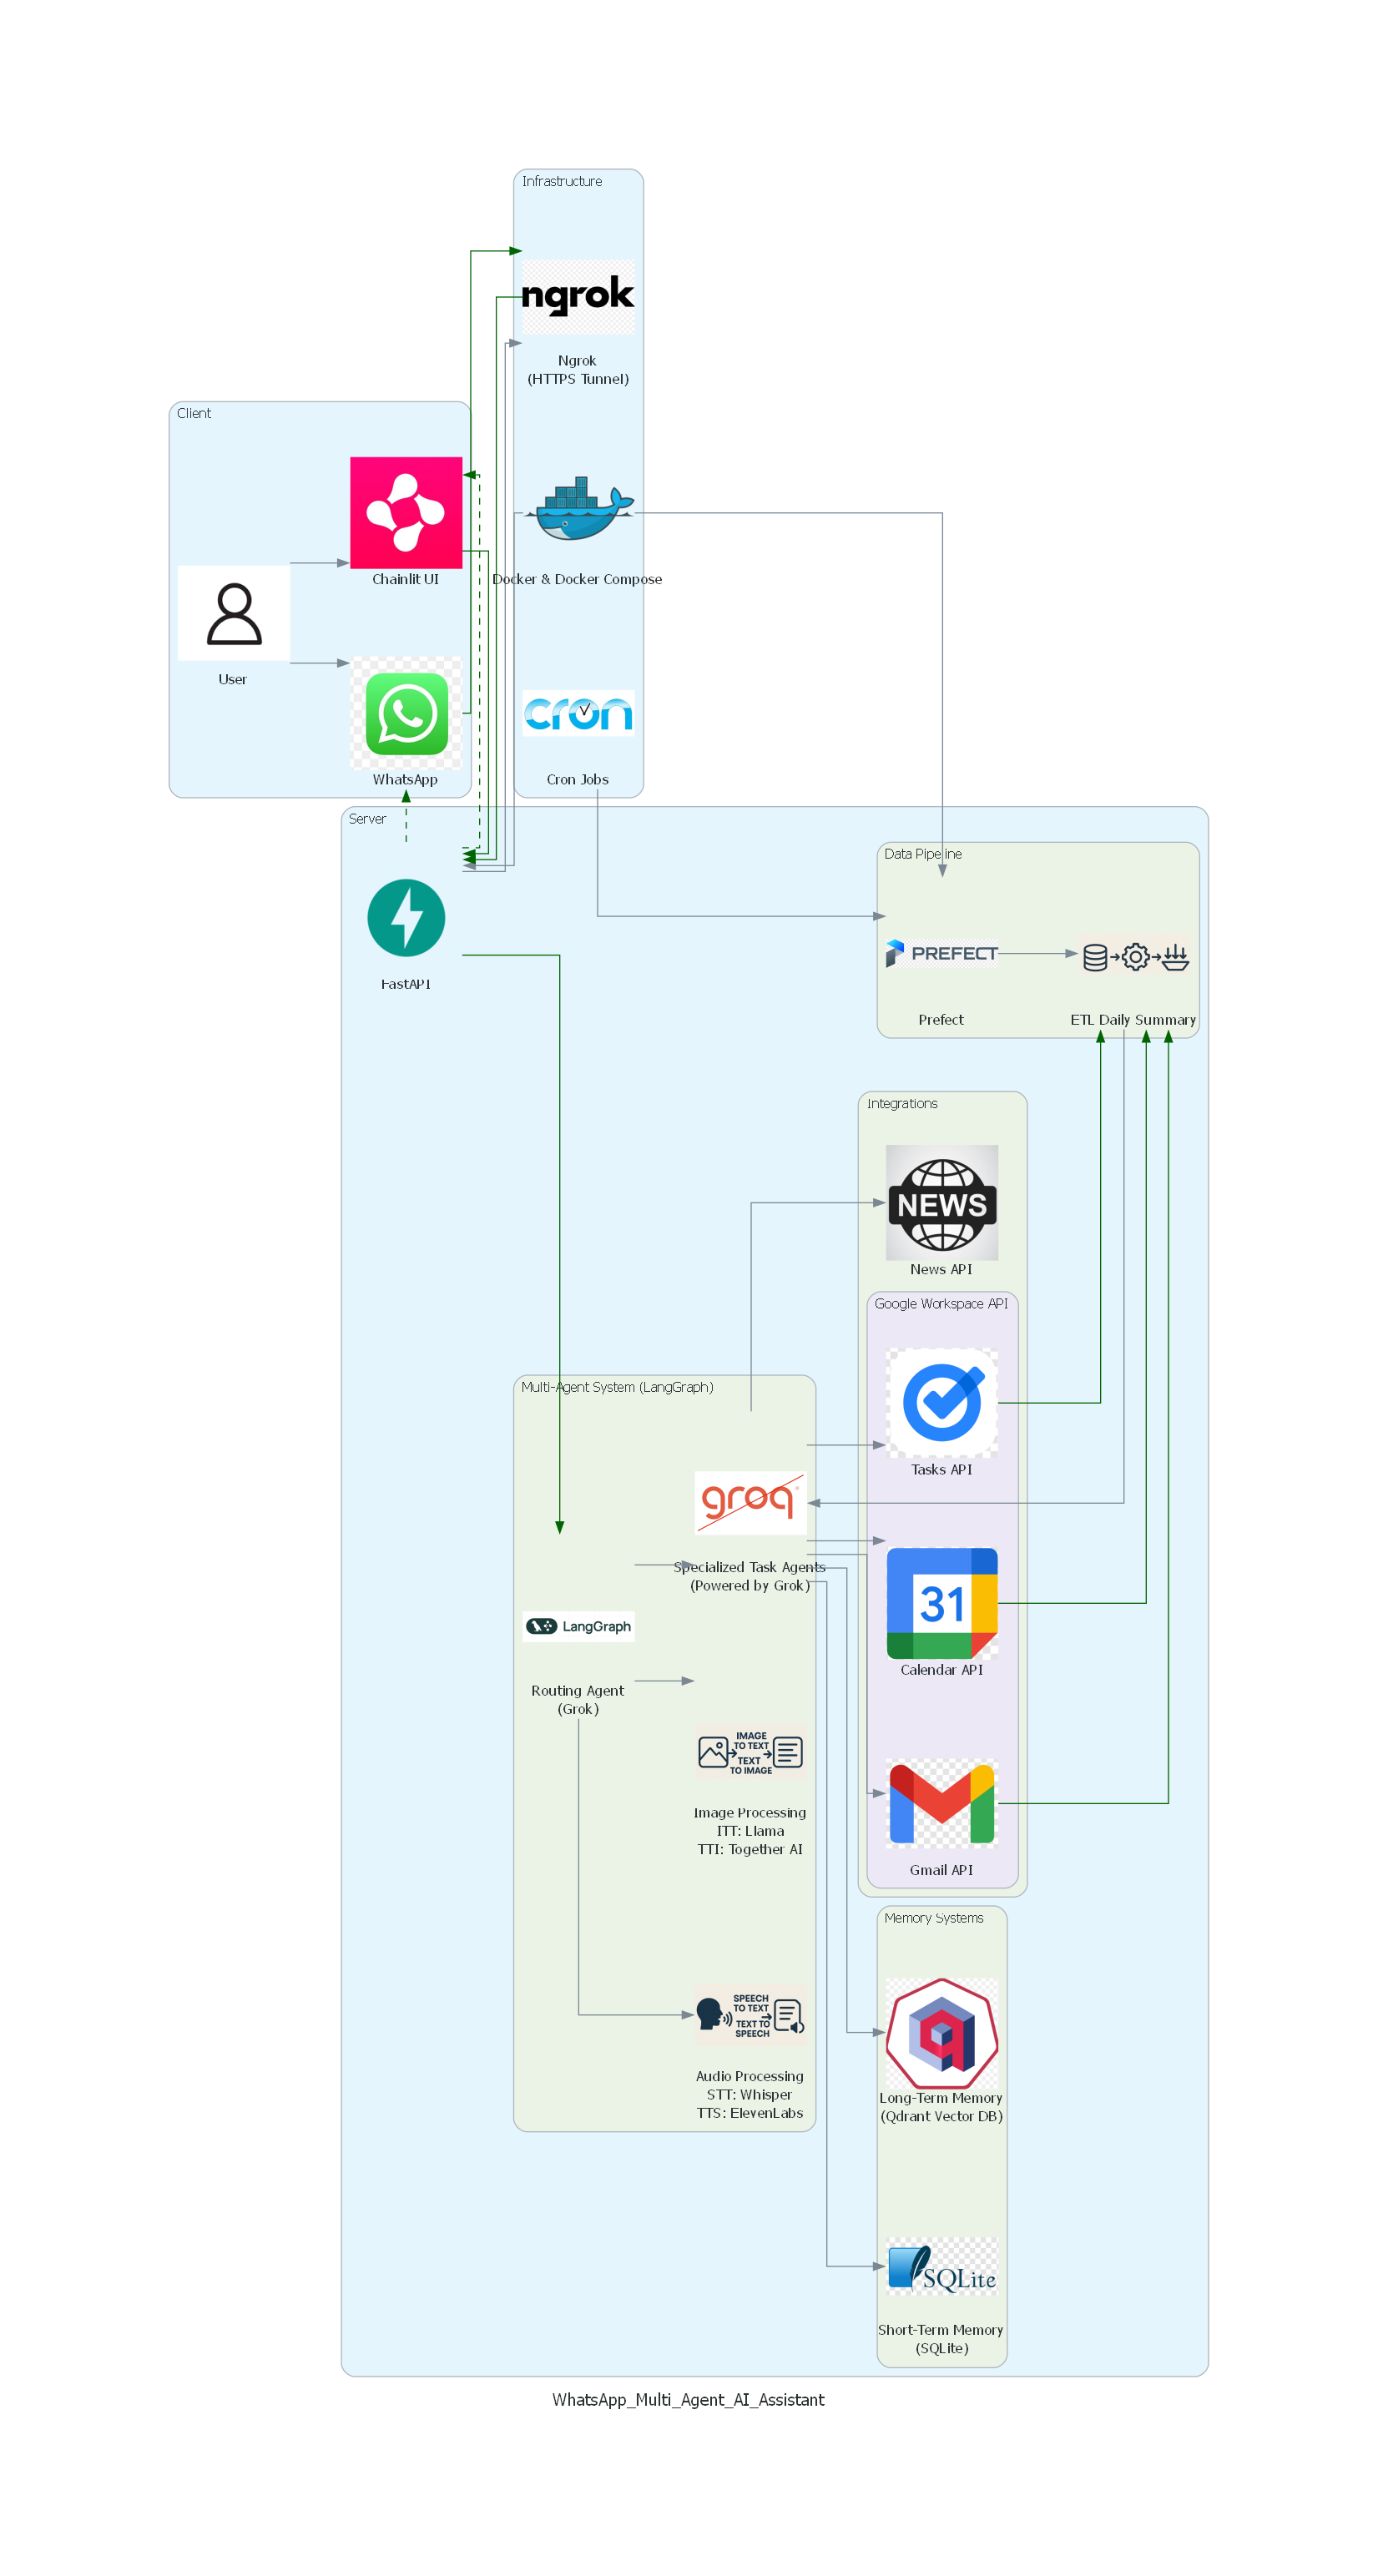 Infrastructure
ngrok
Ngrok
(HTTPS Tunnel)
Client
Chainlit UI
User
WhatsApp
Docker & Docker Compose
cron
Cron Jobs
Server
FastAPI
Data Pipeline
PREFECT
Prefect
ETL Daily Summary
Integrations
NEWS
News API
Google Workspace API
Tasks API
31
Calendar API
Gmail API
Multi-Agent System (LangGraph)
groq
Specialized Task Agents
(Powered by Grok)
LangGraph
Routing Agent
(Grok)
IMAGE
TO TEXT
TEXT
TO IMAGE
Image Processing
ITT: Llama
TTI: Together AI
SPEECH
TO TEXT
TEXT TO
SPEECH
Audio Processing
STT: Whisper
TTS: ElevenLabs
Memory Systems
Long-Term Memory
(Qdrant Vector DB)
SQLite
Short-Term Memory
(SQLite)
WhatsApp_Multi_Agent_AI_Assistant